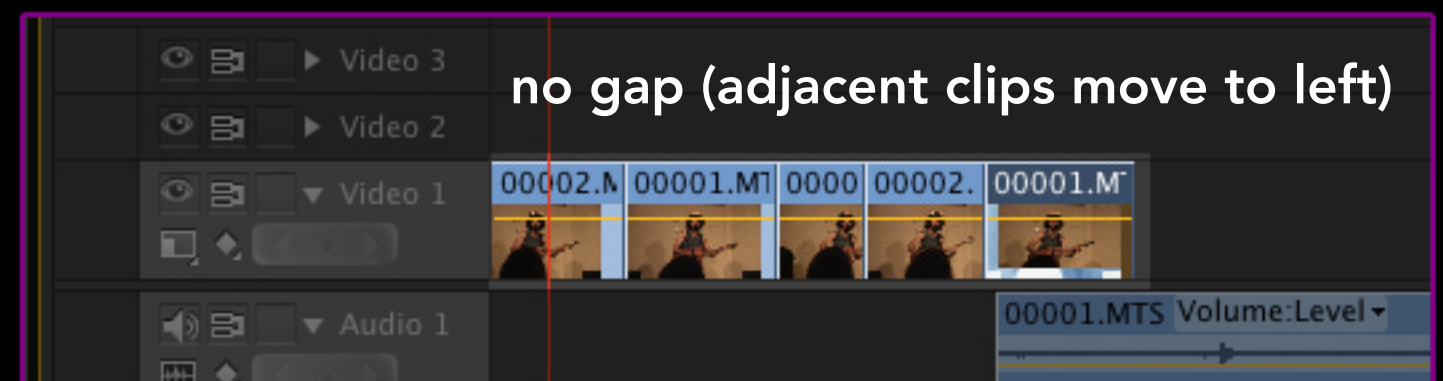 Video 3
no gap (adjacent clips move to left)
Video 2
Video 1
00002.M
00001.MT
0000
00002.
00001.M
Audio 1
00001.MTS Volume:Level